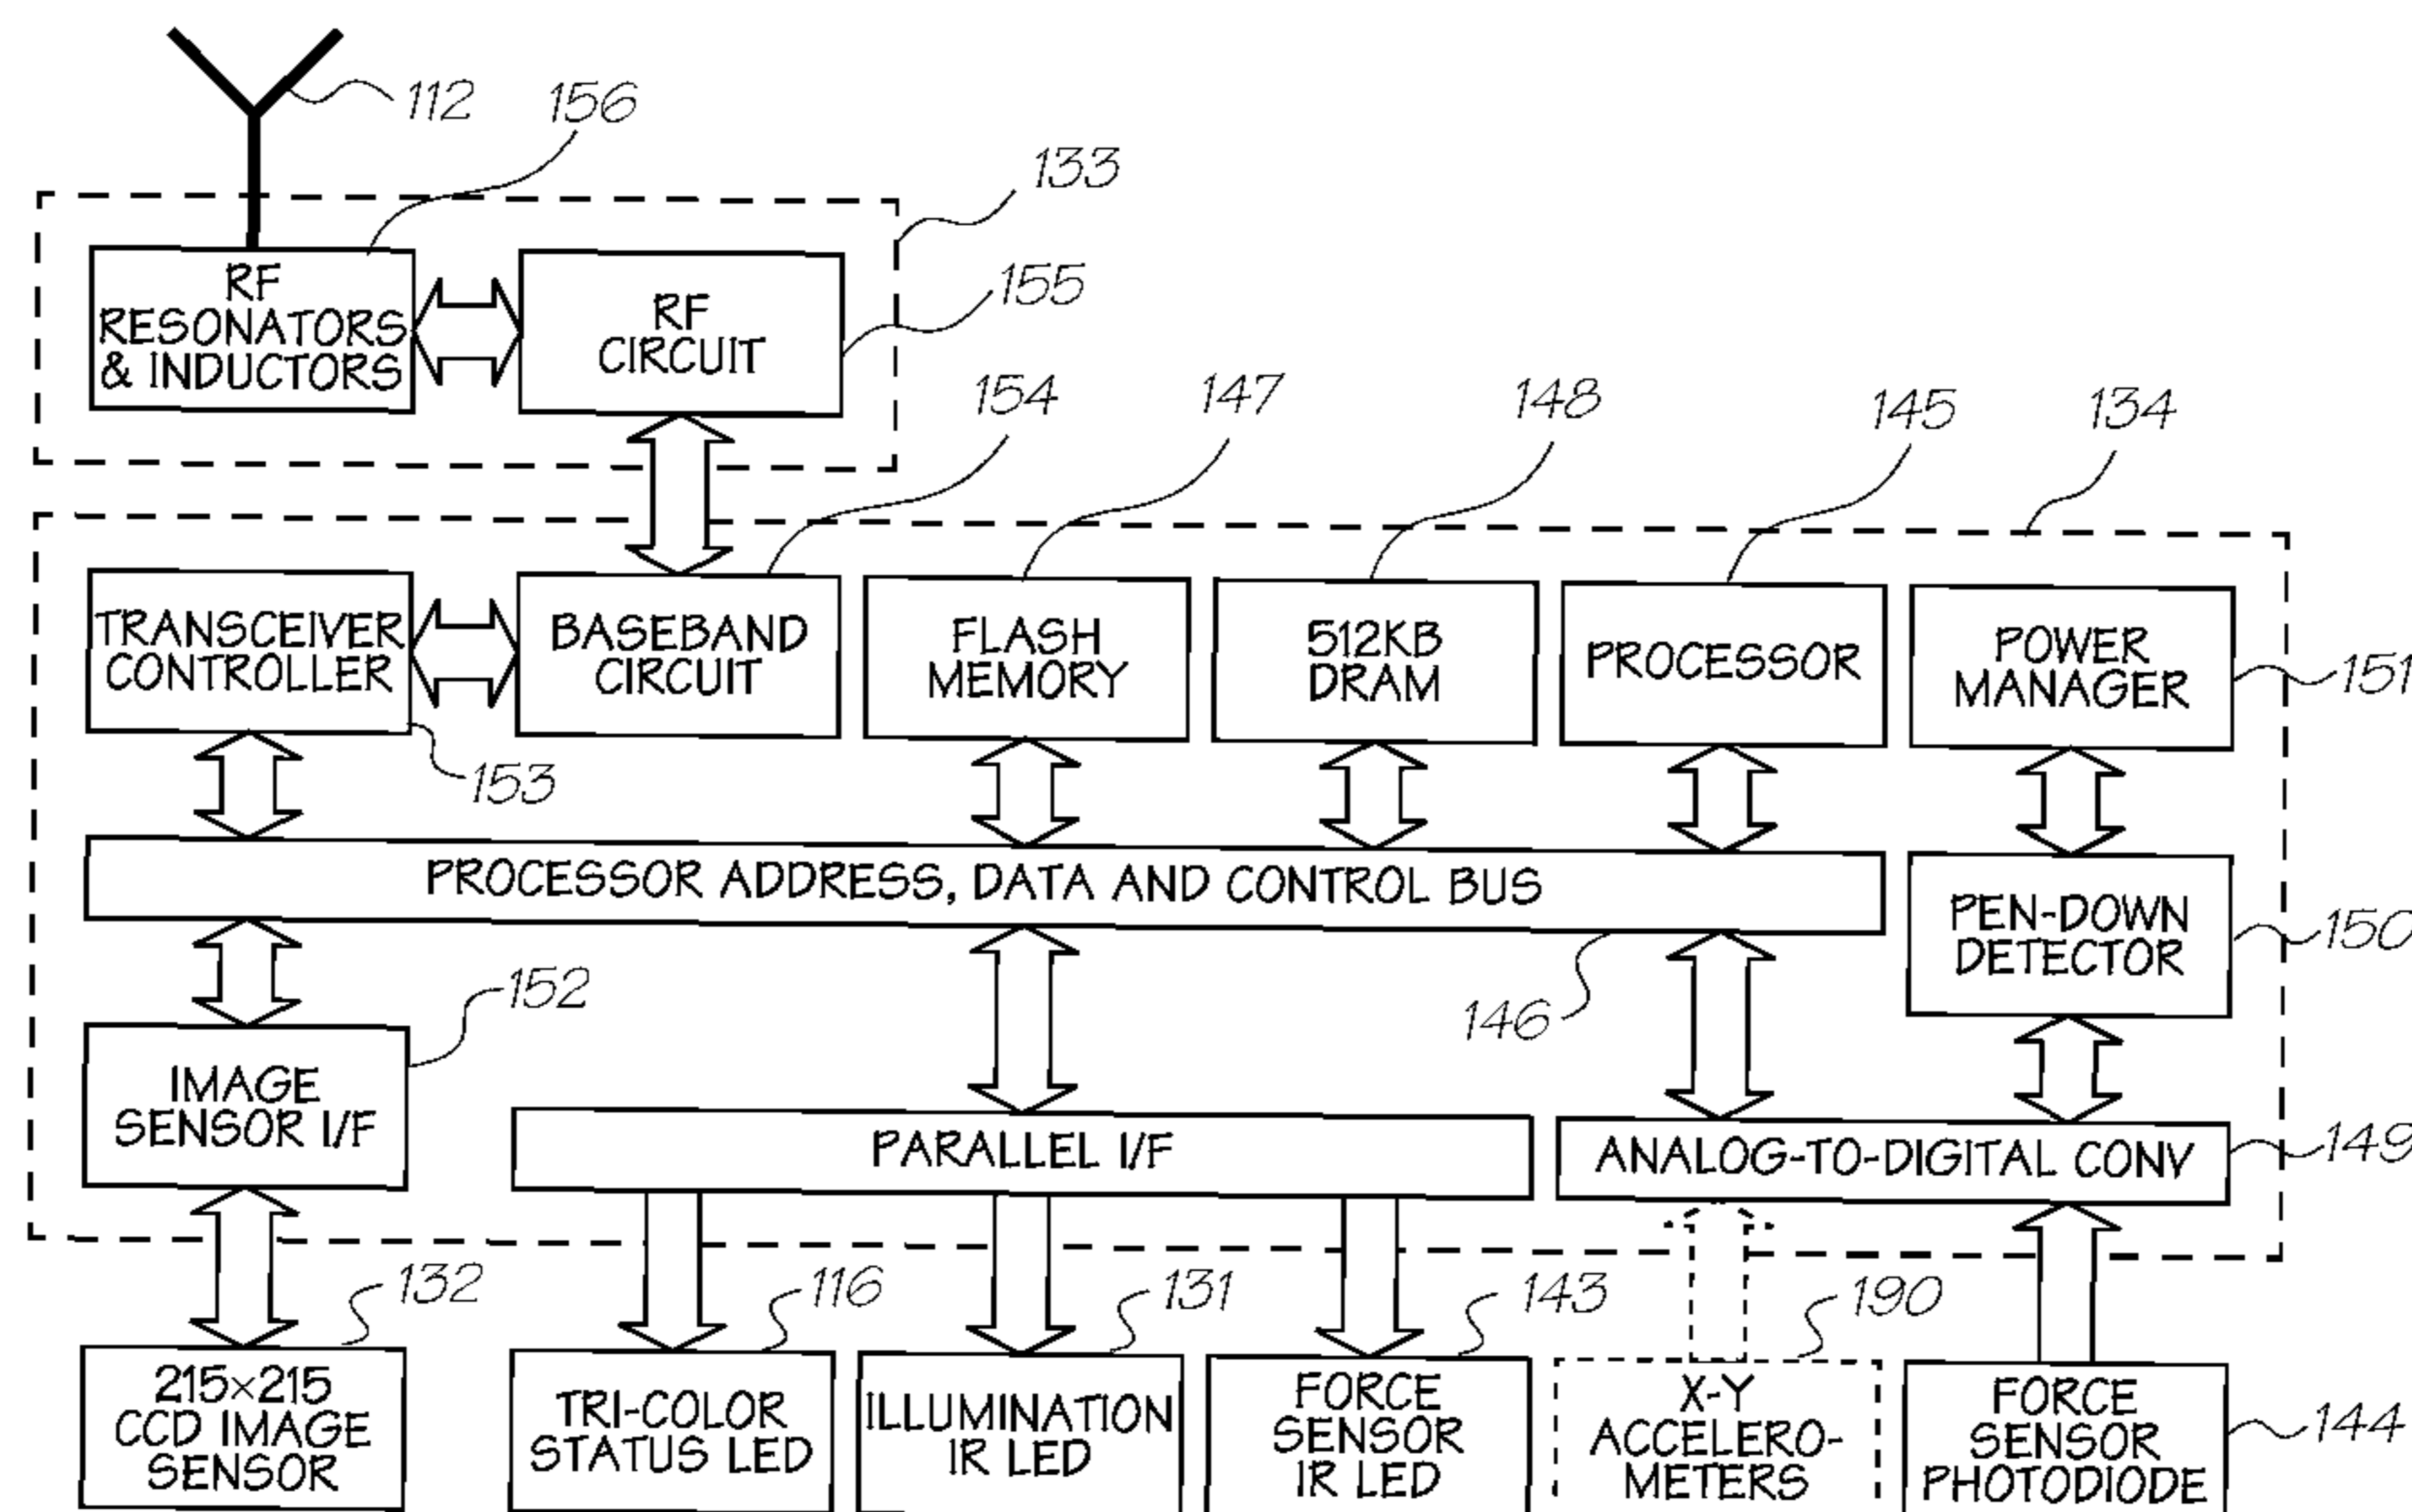 112
156
133
RF
RESONATORS
& INDUCTORS
RF
CIRCUIT
155
154
147
148
145
134
TRANSCEIVER
CONTROLLER
BASEBAND
CIRCUIT
FLASH
MEMORY
512KB
DRAM
PROCESSOR
POWER
MANAGER
151
153
PROCESSOR ADDRESS, DATA AND CONTROL BUS
PEN-DOWN
DETECTOR
150
152
146
IMAGE
SENSOR I/F
PARALLEL I/F
ANALOG-TO-DIGITAL CONV
149
132
116
131
143
190
215×215
CCD IMAGE
SENSOR
TRI-COLOR
STATUS LED
ILLUMINATION
IR LED
FORCE
SENSOR
IR LED
X-Y
ACCELERO-
METERS
FORCE
SENSOR
PHOTODIODE
144